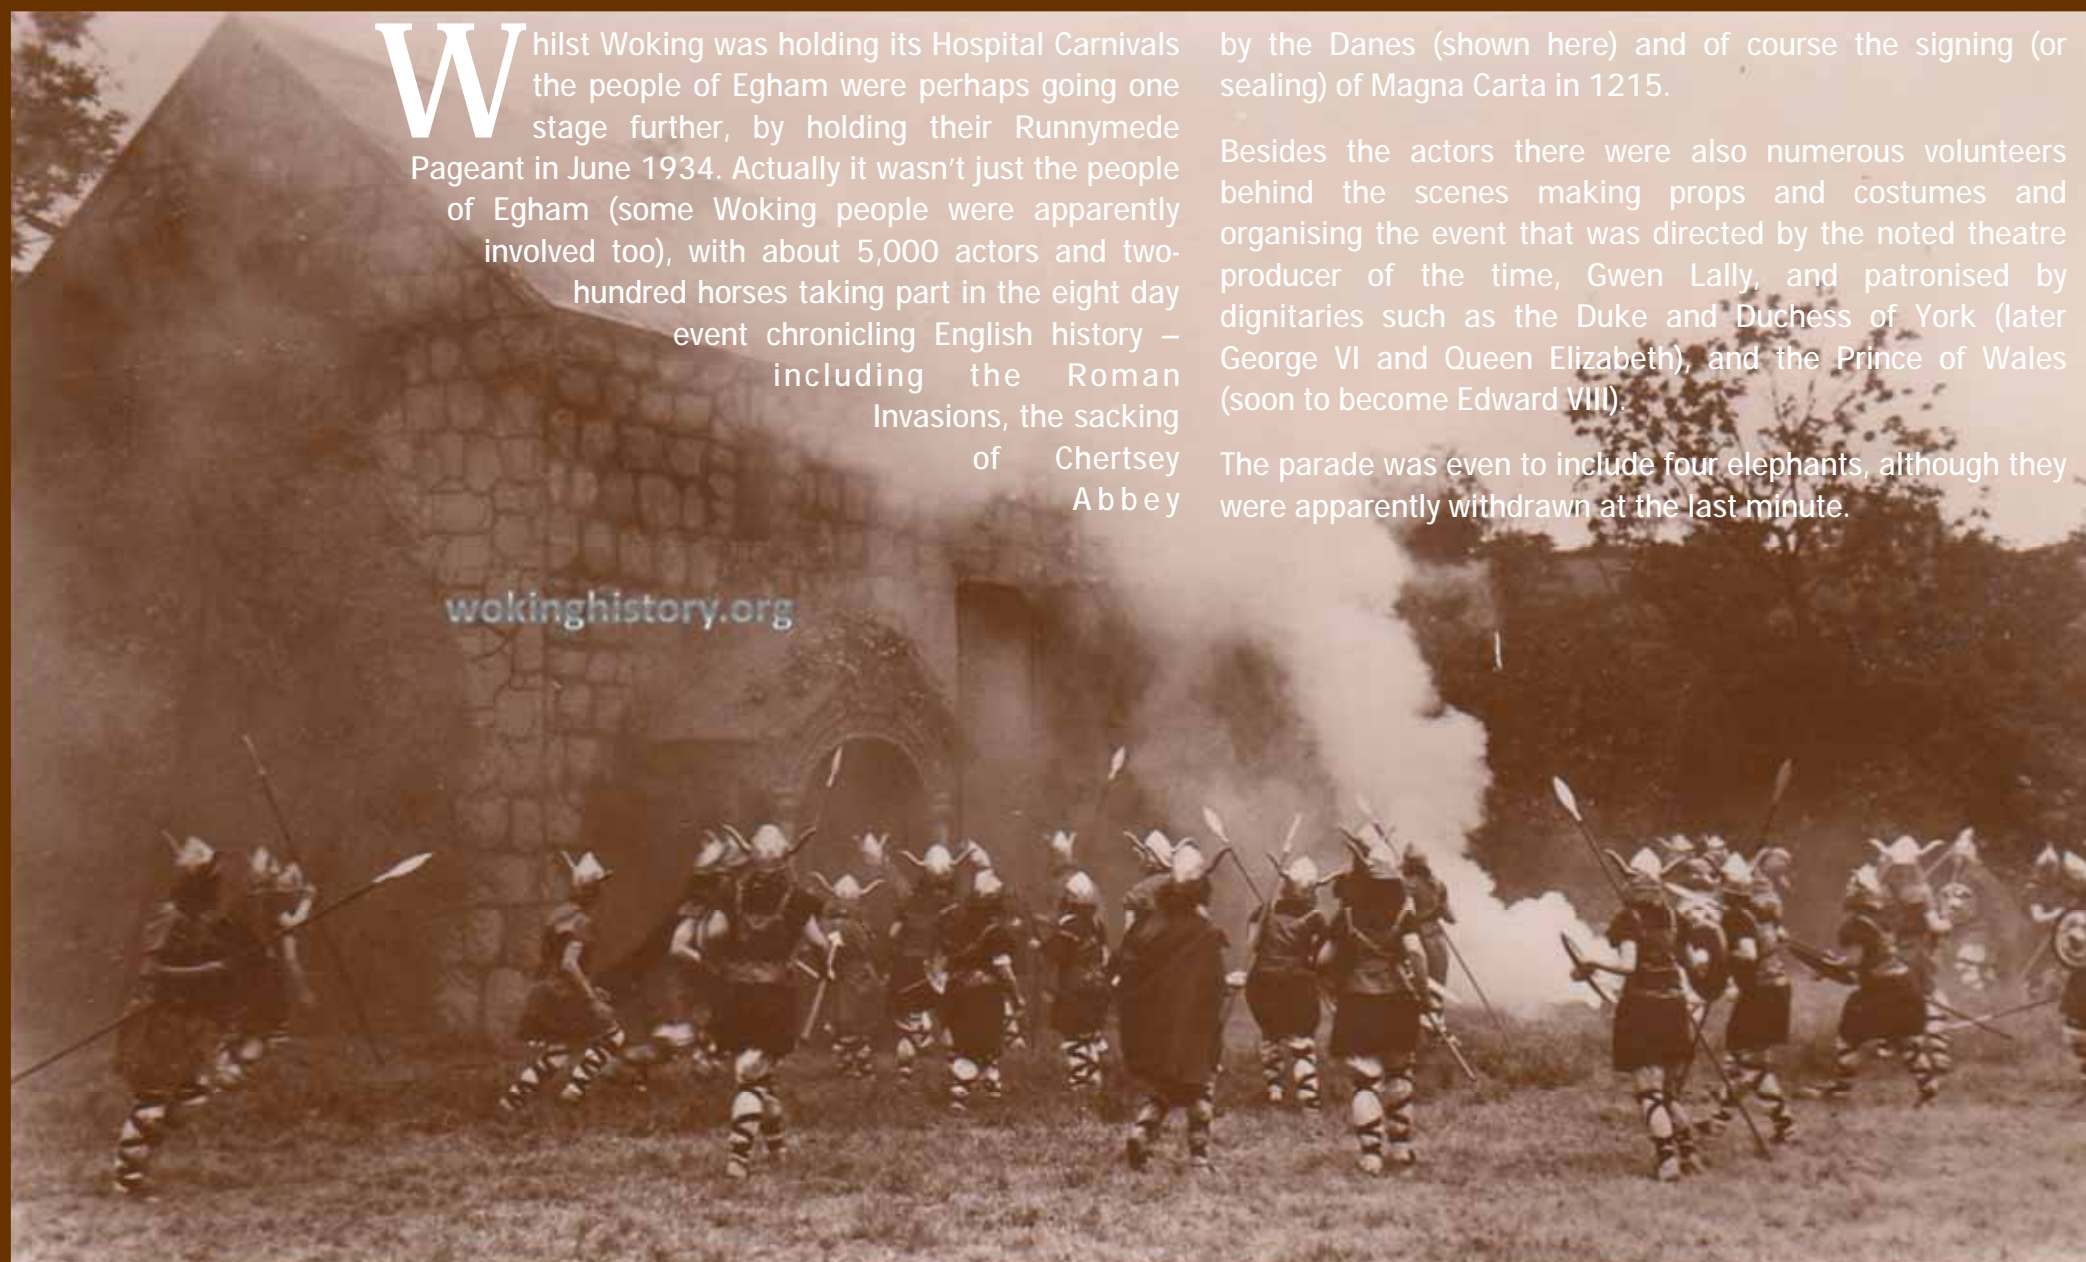 Whilst Woking was holding its Hospital Carnivals
the people of Egham were perhaps going one
stage further, by holding their Runnymede
Pageant in June 1934. Actually it wasn't just the people
of Egham (some Woking people were apparently
involved too), with about 5,000 actors and two-
hundred horses taking part in the eight day
event chronicling English history –
including the Roman
Invasions, the sacking
of Chertsey
Abbey
by the Danes (shown here) and of course the signing (or
sealing) of Magna Carta in 1215.
Besides the actors there were also numerous volunteers
behind the scenes making props and costumes and
organising the event that was directed by the noted theatre
producer of the time, Gwen Lally, and patronised by
dignitaries such as the Duke and Duchess of York (later
George VI and Queen Elizabeth), and the Prince of Wales
(soon to become Edward VIII).
The parade was even to include four elephants, although they
were apparently withdrawn at the last minute.
wokinghistory.org